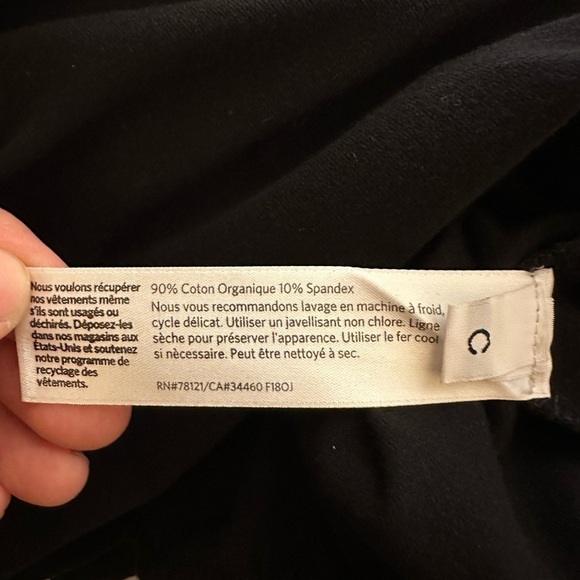 Nous voulons récupérer
nos vêtements même
s'ils sont usagés ou
déchirés. Déposez-les
dans nos magasins aux
États-Unis et soutenez
notre programme de
recyclage des
vêtements.
90% Coton Organique 10% Spandex
Nous vous recommandons lavage en machine à froid,
cycle délicat. Utiliser un javellisant non chlore. Ligne
sèche pour préserver l'apparence. Utiliser le fer cool
si nècessaire. Peut être nettoyé à sec.
RN#78121/CA#34460 F18OJ
C